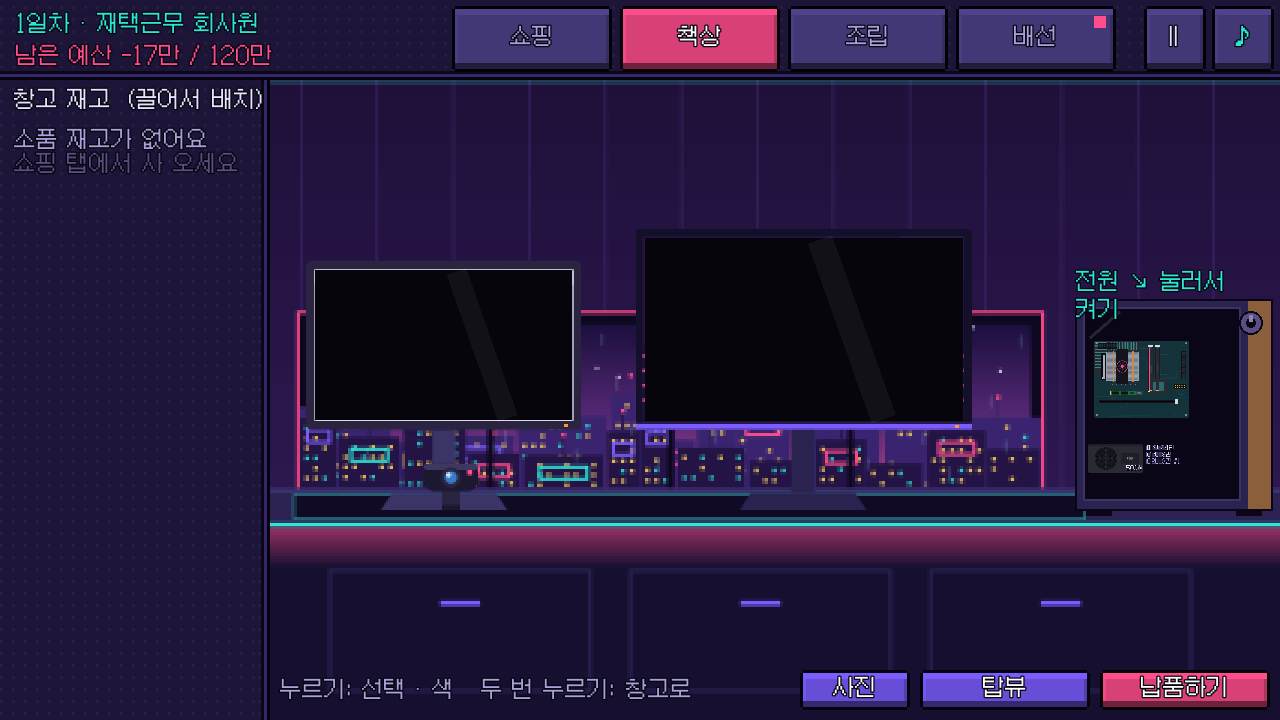 1일차 · 재택근무 회사원
남은 예산 -17만 / 120만
쇼핑
책상
조립
배선
창고 재고 (끌어서 배치)
소품 재고가 없어요
쇼핑 탭에서 사 오세요
전원 ↘ 눌러서
켜기
누르기: 선택 · 색 두 번 누르기: 창고로
사진
탑뷰
납품하기